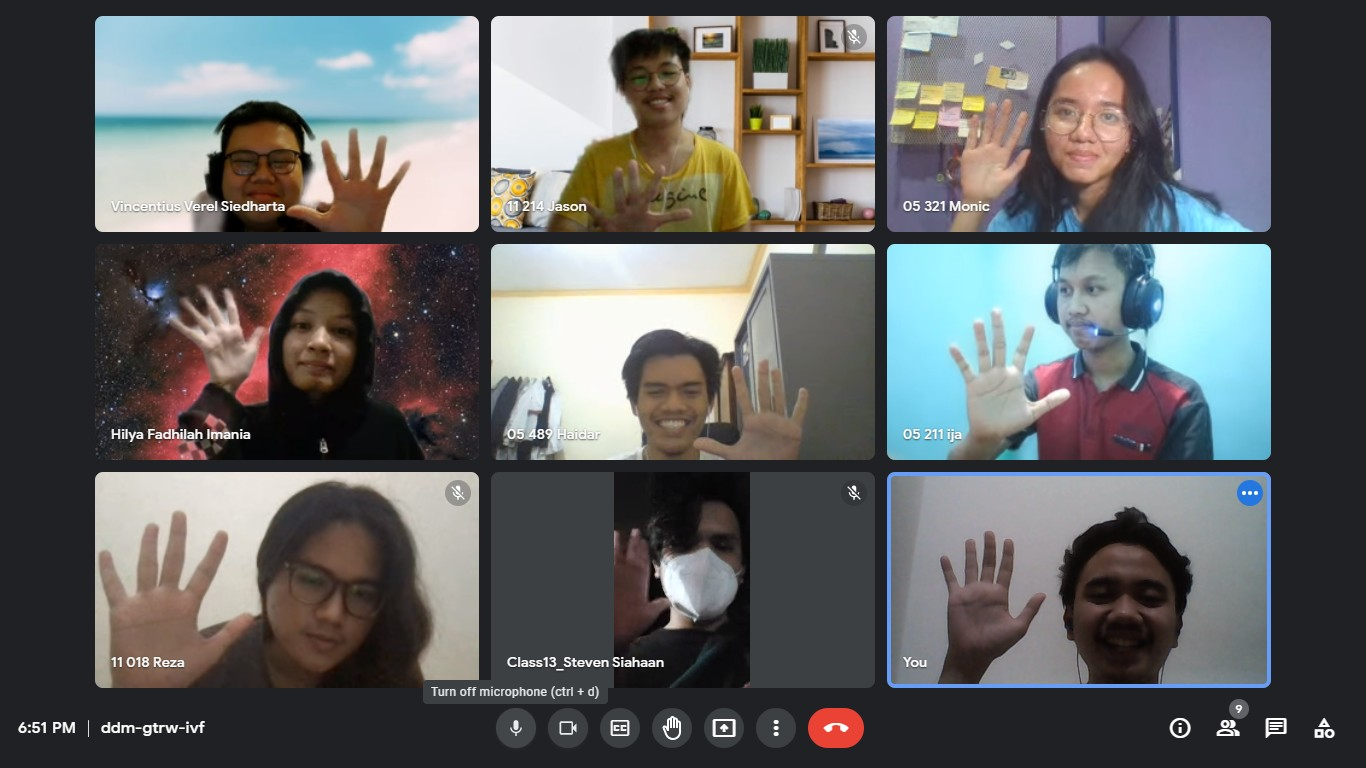 Vincentius Verel Siedharta
11 214 Jason
05 321 Monic
Hilya Fadhilah Imania
05 489 Haidar
05 211 ija
11 018 Reza
Class13_Steven Siahaan
You
Turn off microphone (ctrl + d)
6:51 PM | ddm-gtrw-ivf
CC
9